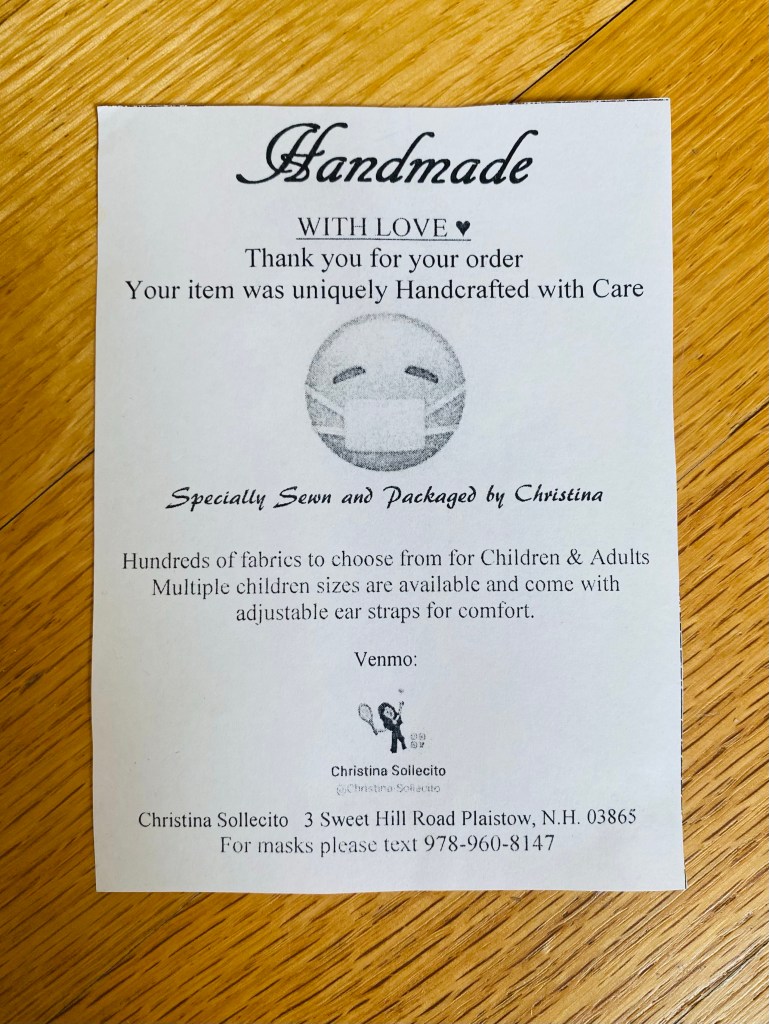 Handmade
WITH LOVE ♥
Thank you for your order
Your item was uniquely Handcrafted with Care
Specially Sewn and Packaged by Christina
Hundreds of fabrics to choose from for Children & Adults
Multiple children sizes are available and come with
adjustable ear straps for comfort.
Venmo:
Christina Sollecito
@Christina-Sollecito
Christina Sollecito 3 Sweet Hill Road Plaistow, N.H. 03865
For masks please text 978-960-8147